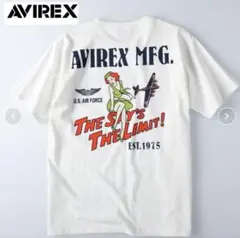 AVIREX
AVIREX MFG.
U.S. AIR FORCE
THE SKY'S
THE LIMIT!
EST.1975